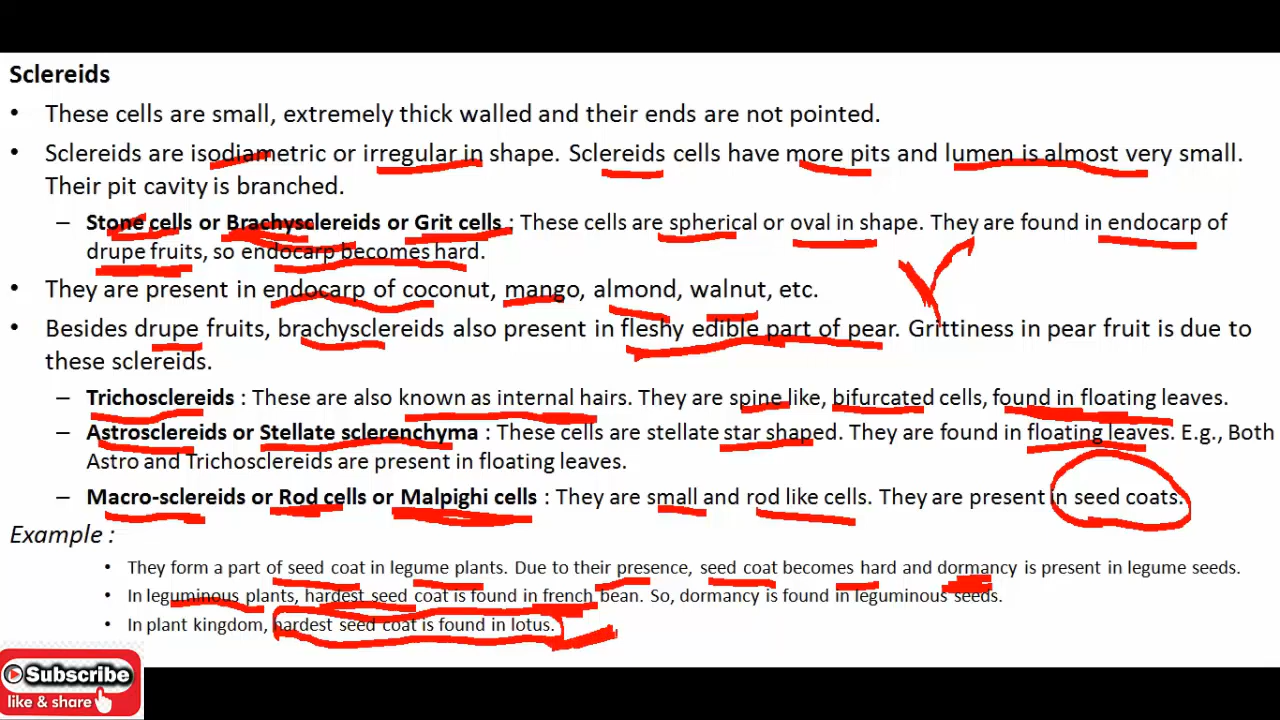 Sclereids
• These cells are small, extremely thick walled and their ends are not pointed.
• Sclereids are isodiametric or irregular in shape. Sclereids cells have more pits and lumen is almost very small.
Their pit cavity is branched.
– Stone cells or Brachysclereids or Grit cells : These cells are spherical or oval in shape. They are found in endocarp of
drupe fruits, so endocarp becomes hard.
• They are present in endocarp of coconut, mango, almond, walnut, etc.
• Besides drupe fruits, brachysclereids also present in fleshy edible part of pear. Grittiness in pear fruit is due to
these sclereids.
– Trichosclereids : These are also known as internal hairs. They are spine like, bifurcated cells, found in floating leaves.
– Astrosclereids or Stellate sclerenchyma : These cells are stellate star shaped. They are found in floating leaves. E.g., Both
Astro and Trichosclereids are present in floating leaves.
– Macro-sclereids or Rod cells or Malpighi cells : They are small and rod like cells. They are present in seed coats.
Example :
• They form a part of seed coat in legume plants. Due to their presence, seed coat becomes hard and dormancy is present in legume seeds.
• In leguminous plants, hardest seed coat is found in french bean. So, dormancy is found in leguminous seeds.
• In plant kingdom, hardest seed coat is found in lotus.
Subscribe
like & share